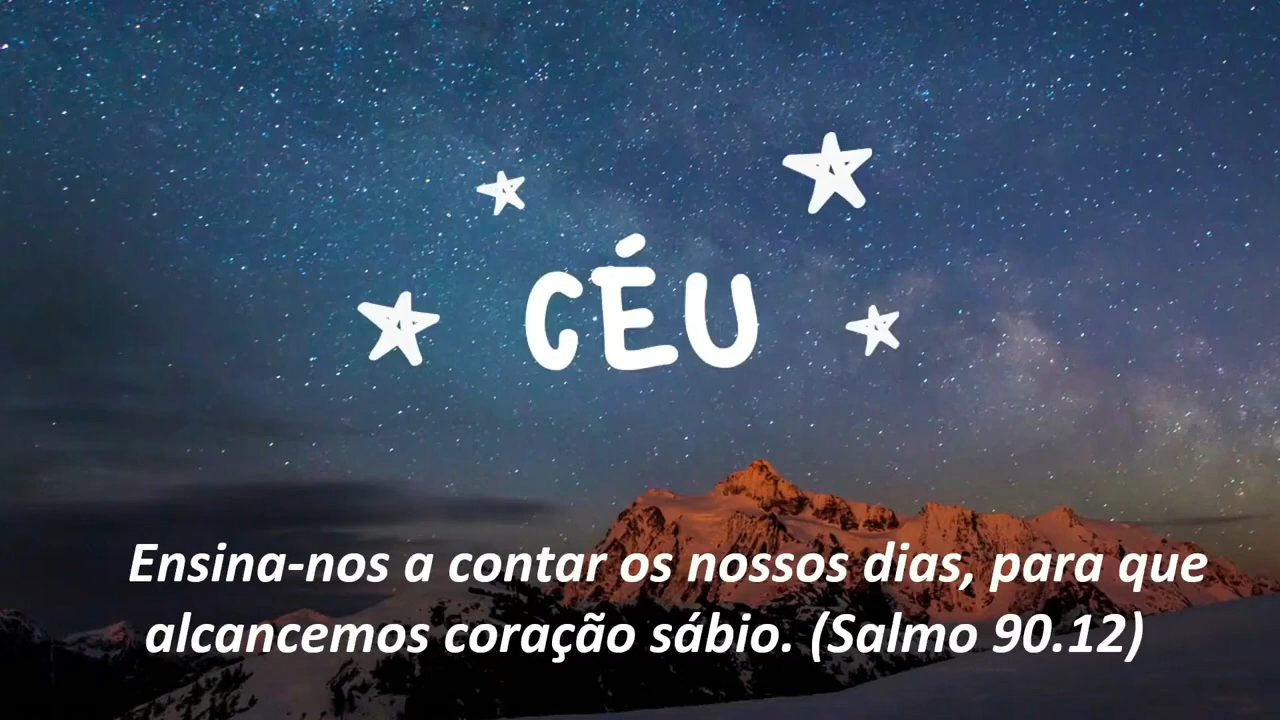 CÉU
Ensina-nos a contar os nossos dias, para que
alcancemos coração sábio. (Salmo 90.12)